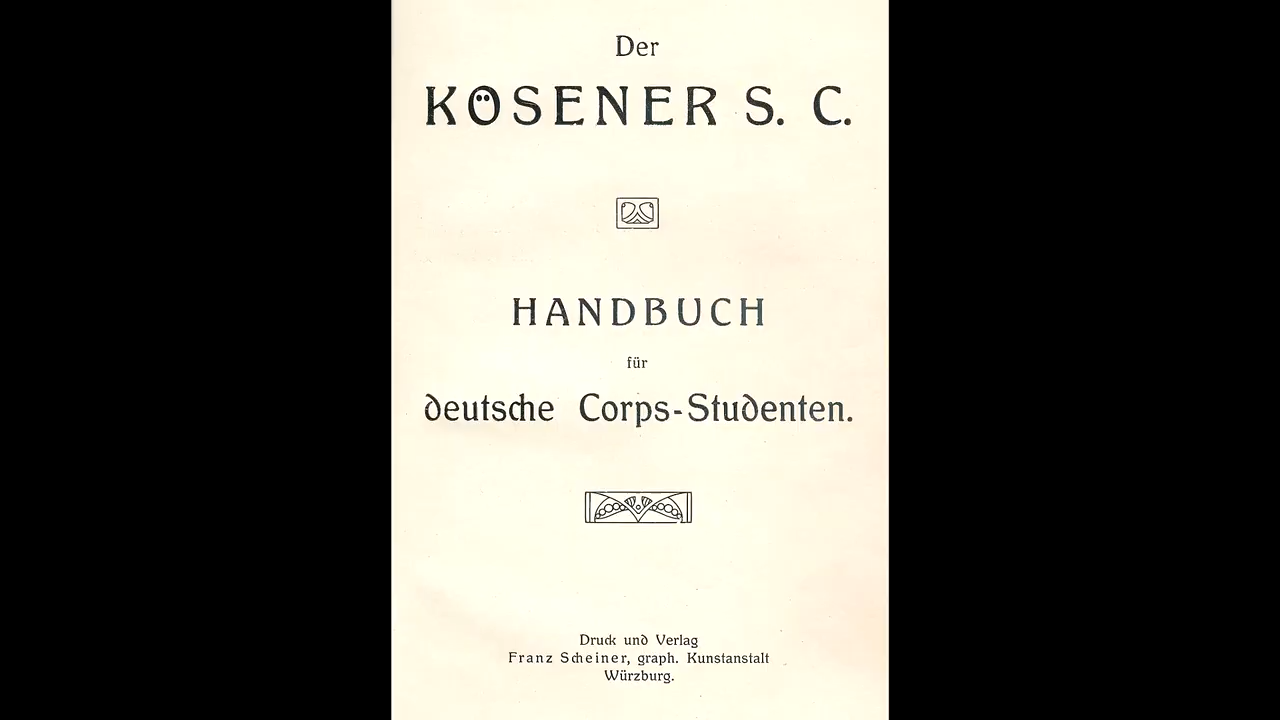 Der
KÖSENER S. C.
HANDBUCH
für
deutsche Corps-Studenten.
Druck und Verlag
Franz Scheiner, graph. Kunstanstalt
Würzburg.